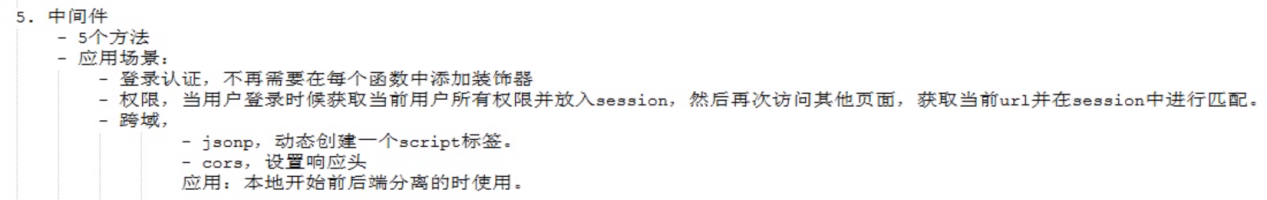 5. 中间件
- 5个方法
- 应用场景：
- 登录认证，不再需要在每个函数中添加装饰器
- 权限，当用户登录时候获取当前用户所有权限并放入session，然后再次访问其他页面，获取当前url并在session中进行匹配。
- 跨域，
- jsonp，动态创建一个script标签。
- cors，设置响应头
应用：本地开始前后端分离的时使用。